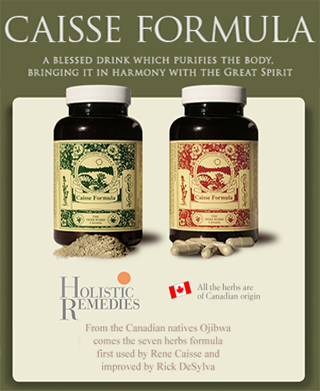 CAISSE FORMULA
A BLESSED DRINK WHICH PURIFIES THE BODY,
BRINGING IT IN HARMONY WITH THE GREAT SPIRIT
Caisse Formula
Caisse Formula
HOLISTIC
REMEDIES
All the herbs are
of Canadian origin
From the Canadian natives Ojibwa
comes the seven herbs formula
first used by Rene Caisse and
improved by Rick DeSylva